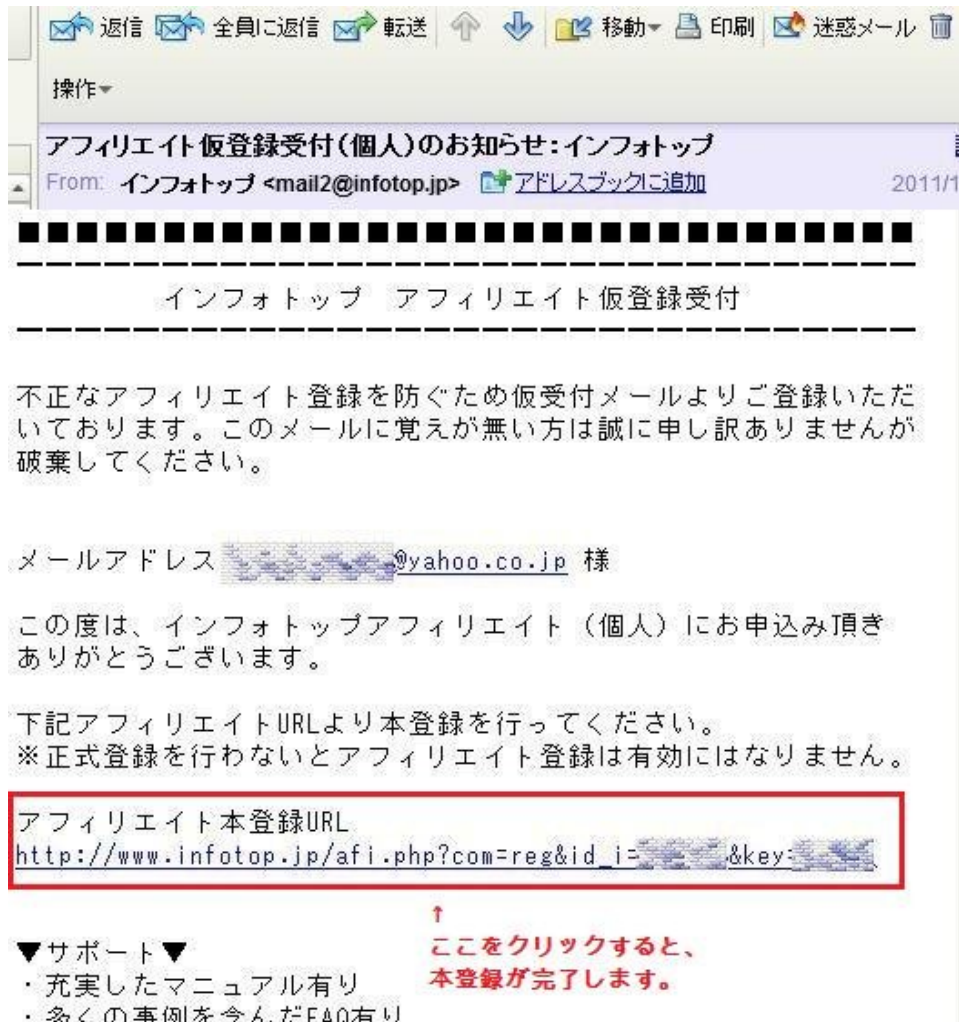 返信 全員に返信 転送 移動 印刷 迷惑メール
操作
アフィリエイト仮登録受付(個人)のお知らせ:インフォトップ
From: インフォトップ <mail2@infotop.jp> アドレスブックに追加 2011/1
■■■■■■■■■■■■■■■■■■■■■■■■■■■■■■■
インフォトップ アフィリエイト仮登録受付
不正なアフィリエイト登録を防ぐため仮受付メールよりご登録いただ
いております。このメールに覚えが無い方は誠に申し訳ありませんが
破棄してください。
メールアドレス @yahoo.co.jp 様
この度は、インフォトップアフィリエイト(個人)にお申込み頂き
ありがとうございます。
下記アフィリエイトURLより本登録を行ってください。
※正式登録を行わないとアフィリエイト登録は有効にはなりません。
アフィリエイト本登録URL
http://www.infotop.jp/afi.php?com=reg&id_i= &key=
↑
ここをクリックすると、
本登録が完了します。
▼サポート▼
・充実したマニュアル有り
・多くの事例を含んだFAQ有り